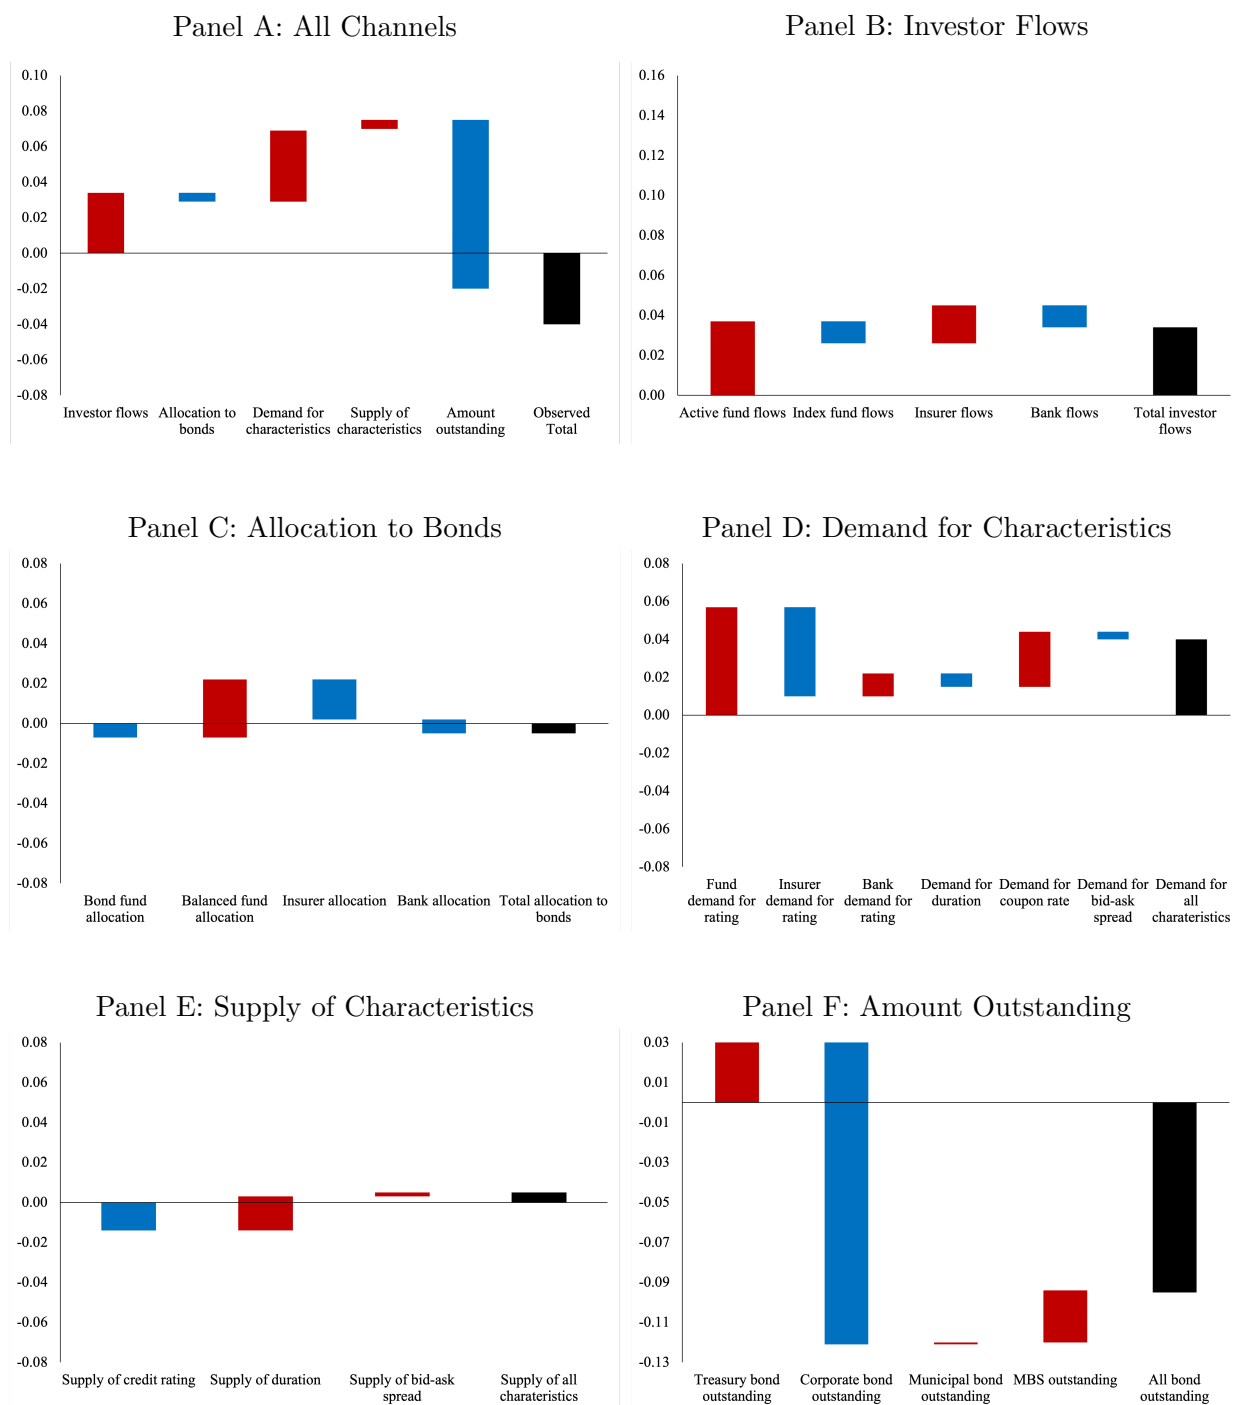 Panel A: All Channels
0.10
0.08
0.06
0.04
0.02
0.00
-0.02
-0.04
-0.06
-0.08
Investor flows
Allocation to
bonds
Demand for
characteristics
Supply of
characteristics
Amount
outstanding
Observed
Total
Panel B: Investor Flows
0.16
0.14
0.12
0.10
0.08
0.06
0.04
0.02
0.00
Active fund flows
Index fund flows
Insurer flows
Bank flows
Total investor
flows
Panel C: Allocation to Bonds
0.08
0.06
0.04
0.02
0.00
-0.02
-0.04
-0.06
-0.08
Bond fund
allocation
Balanced fund
allocation
Insurer allocation
Bank allocation
Total allocation to
bonds
Panel D: Demand for Characteristics
0.08
0.06
0.04
0.02
0.00
-0.02
-0.04
-0.06
-0.08
Fund
demand for
rating
Insurer
demand for
rating
Bank
demand for
rating
Demand for
duration
Demand for
coupon rate
Demand for
bid-ask
spread
Demand for
all
charateristics
Panel E: Supply of Characteristics
0.08
0.06
0.04
0.02
0.00
-0.02
-0.04
-0.06
-0.08
Supply of credit rating
Supply of duration
Supply of bid-ask
spread
Supply of all
charateristics
Panel F: Amount Outstanding
0.03
0.01
-0.01
-0.03
-0.05
-0.07
-0.09
-0.11
-0.13
Treasury bond
outstanding
Corporate bond
outstanding
Municipal bond
outstanding
MBS outstanding
All bond
outstanding